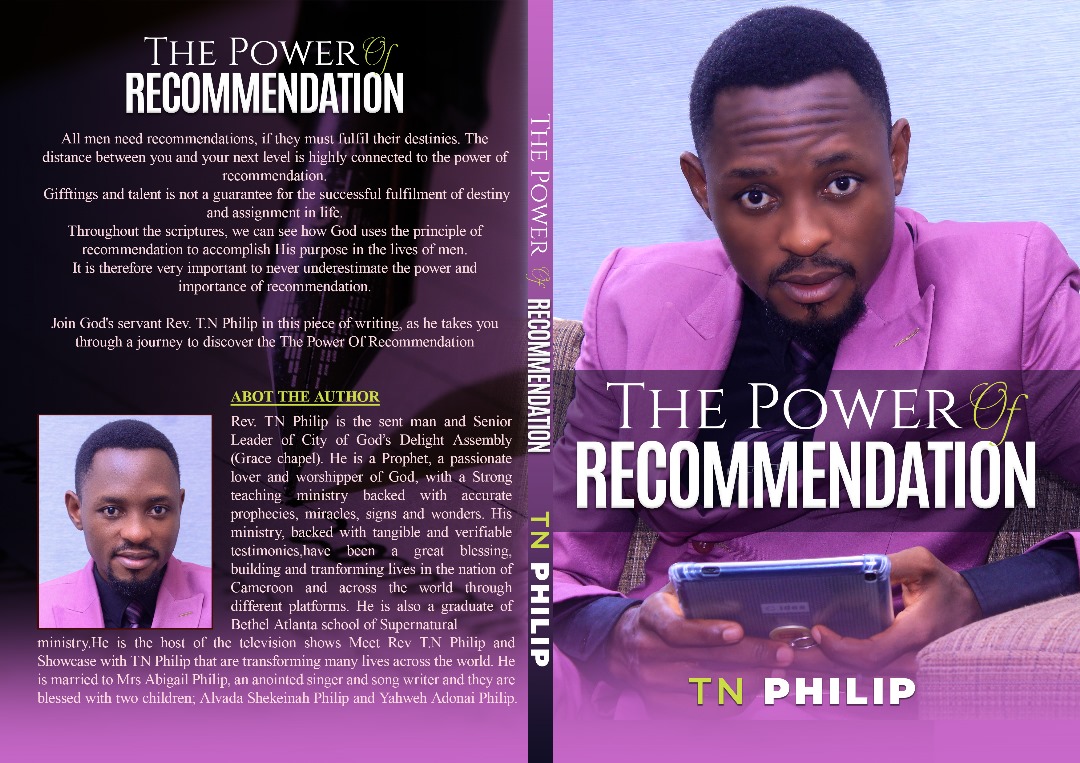 THE POWER Of
RECOMMENDATION
All men need recommendations, if they must fulfil their destinies. The
distance between you and your next level is highly connected to the power of
recommendation.
Gifftings and talent is not a guarantee for the successful fulfilment of destiny
and assignment in life.
Throughout the scriptures, we can see how God uses the principle of
recommendation to accomplish His purpose in the lives of men.
It is therefore very important to never underestimate the power and
importance of recommendation.
Join God's servant Rev. T.N Philip in this piece of writing, as he takes you
through a journey to discover the The Power Of Recommendation
ABOT THE AUTHOR
Rev. TN Philip is the sent man and Senior
Leader of City of God's Delight Assembly
(Grace chapel). He is a Prophet, a passionate
lover and worshipper of God, with a Strong
teaching ministry backed with accurate
prophecies, miracles, signs and wonders. His
ministry, backed with tangible and verifiable
testimonies,have been a great blessing,
building and tranforming lives in the nation of
Cameroon and across the world through
different platforms. He is also a graduate of
Bethel Atlanta school of Supernatural
ministry.He is the host of the television shows Meet Rev T.N Philip and
Showcase with TN Philip that are transforming many lives across the world. He
is married to Mrs Abigail Philip, an anointed singer and song writer and they are
blessed with two children; Alvada Shekeinah Philip and Yahweh Adonai Philip.
THE POWER Of RECOMMENDATION TN PHILIP
THE POWER Of
RECOMMENDATION
TN PHILIP